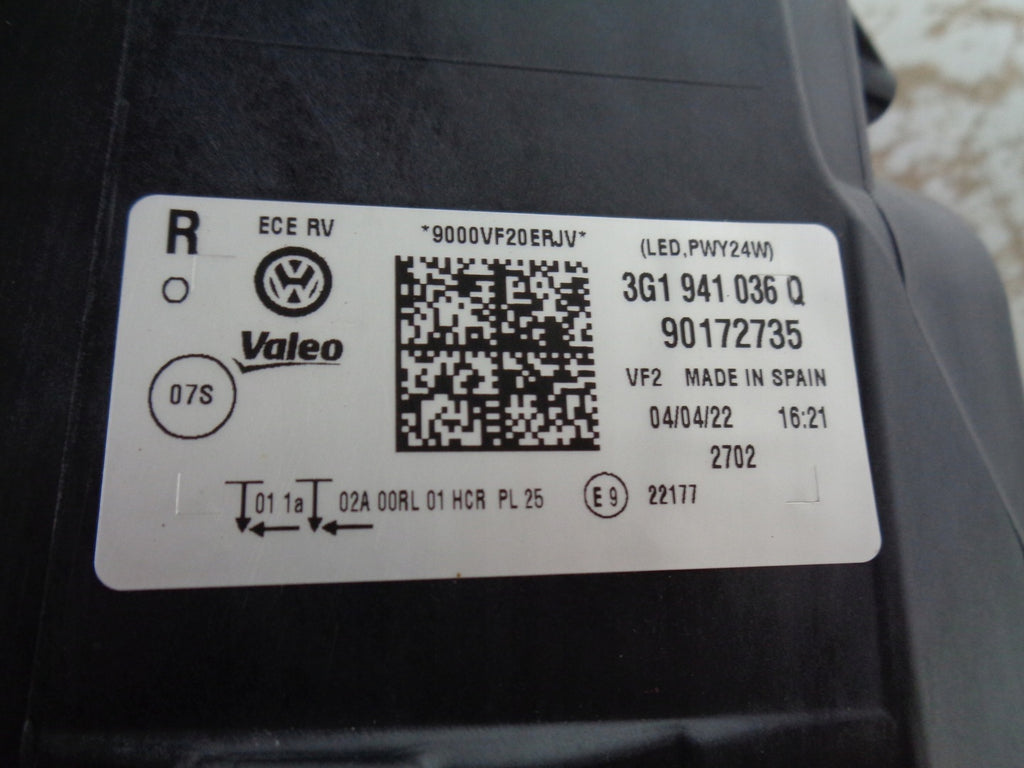 R
ECE RV
*9000VF20ERJV*
(LED,PWY24W)
3G1 941 036 Q
90172735
Valeo
07S
VF2 MADE IN SPAIN
04/04/22 16:21
2702
01 1a 02A 00RL 01 HCR PL 25
E9 22177